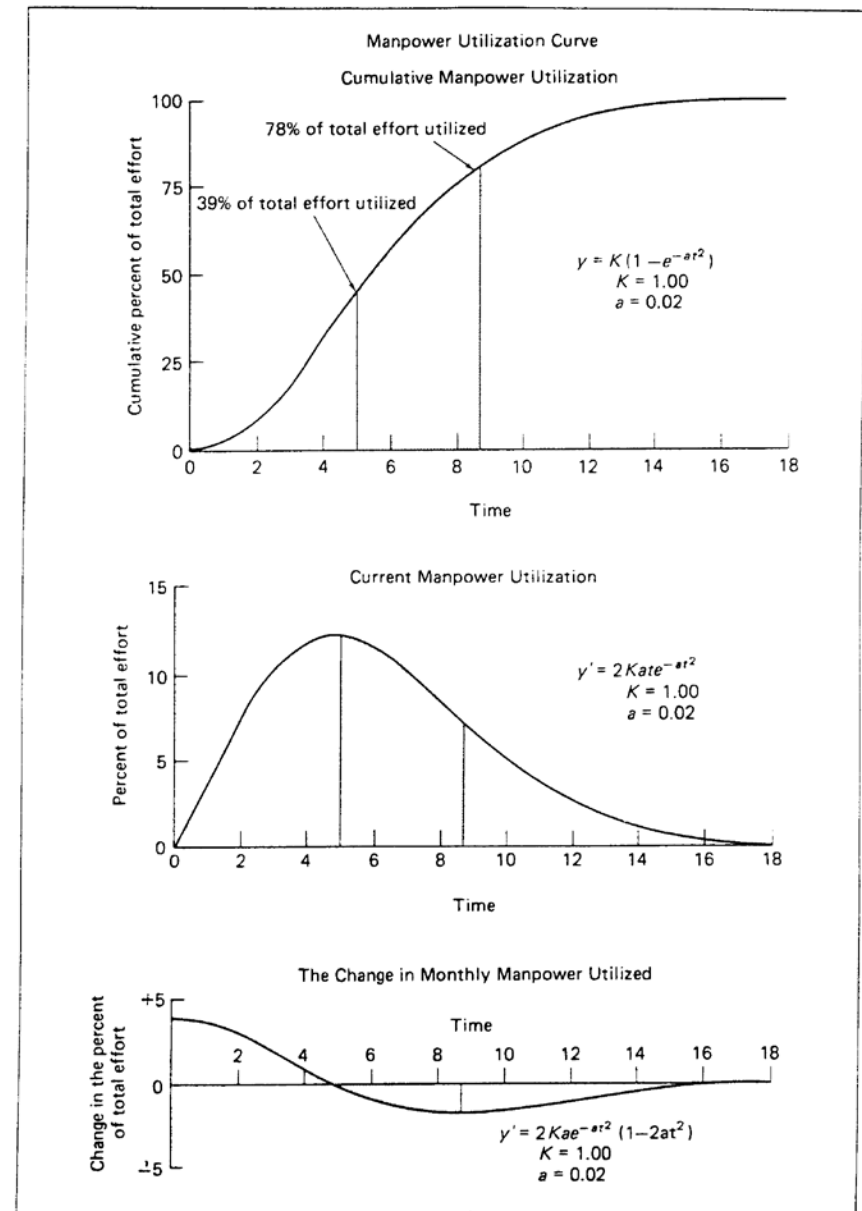 Manpower Utilization Curve
Cumulative Manpower Utilization
Cumulative percent of total effort
100
75
50
25
0
78% of total effort utilized
39% of total effort utilized
y = K(1 - e^{-at²})
K = 1.00
a = 0.02
0 2 4 6 8 10 12 14 16 18
Time
Current Manpower Utilization
Percent of total effort
15
10
5
0
y' = 2Kate^{-at²}
K = 1.00
a = 0.02
0 2 4 6 8 10 12 14 16 18
Time
The Change in Monthly Manpower Utilized
Change in the percent
of total effort
+5
0
-5
Time
2 4 6 8 10 12 14 16 18
y' = 2Kae^{-at²} (1-2at²)
K = 1.00
a = 0.02